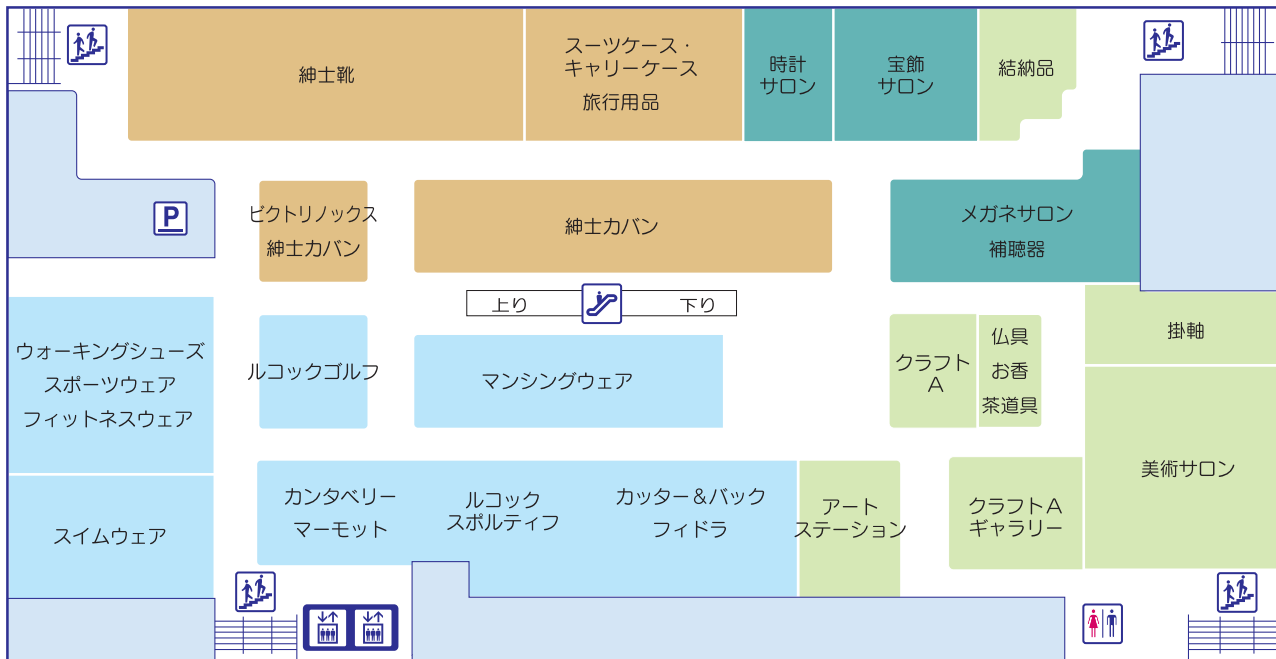 紳士靴
スーツケース・
キャリーケース
旅行用品
時計
サロン
宝飾
サロン
結納品
P
ビクトリノックス
紳士カバン
紳士カバン
メガネサロン
補聴器
上り
下り
ウォーキングシューズ
スポーツウェア
フィットネスウェア
ルコックゴルフ
マンシングウェア
クラフト
A
仏具
お香
茶道具
掛軸
美術サロン
スイムウェア
カンタベリー
マーモット
ルコック
スポルティフ
カッター&バック
フィドラ
アート
ステーション
クラフトA
ギャラリー